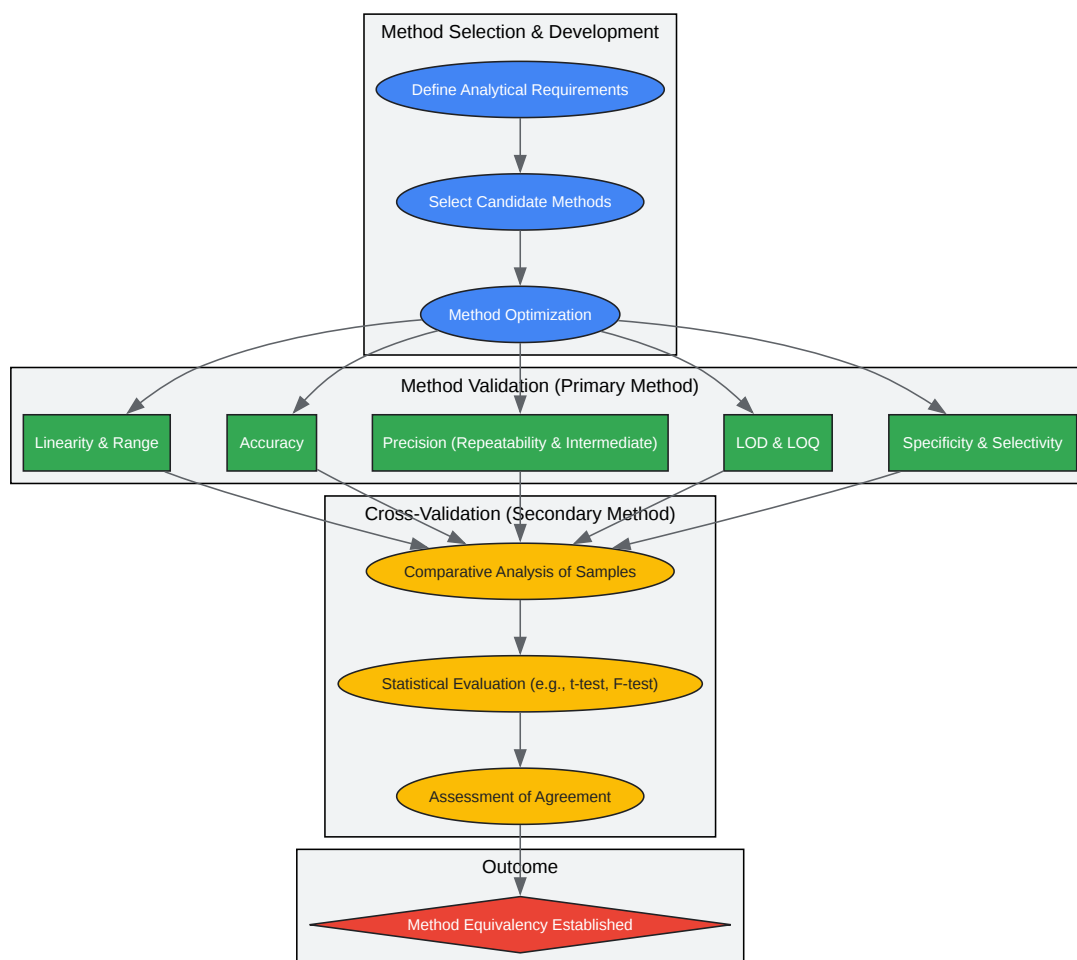 Method Selection & Development
Define Analytical Requirements
Select Candidate Methods
Method Optimization
Method Validation (Primary Method)
Linearity & Range
Accuracy
Precision (Repeatability & Intermediate)
LOD & LOQ
Specificity & Selectivity
Cross-Validation (Secondary Method)
Comparative Analysis of Samples
Statistical Evaluation (e.g., t-test, F-test)
Assessment of Agreement
Outcome
Method Equivalency Established